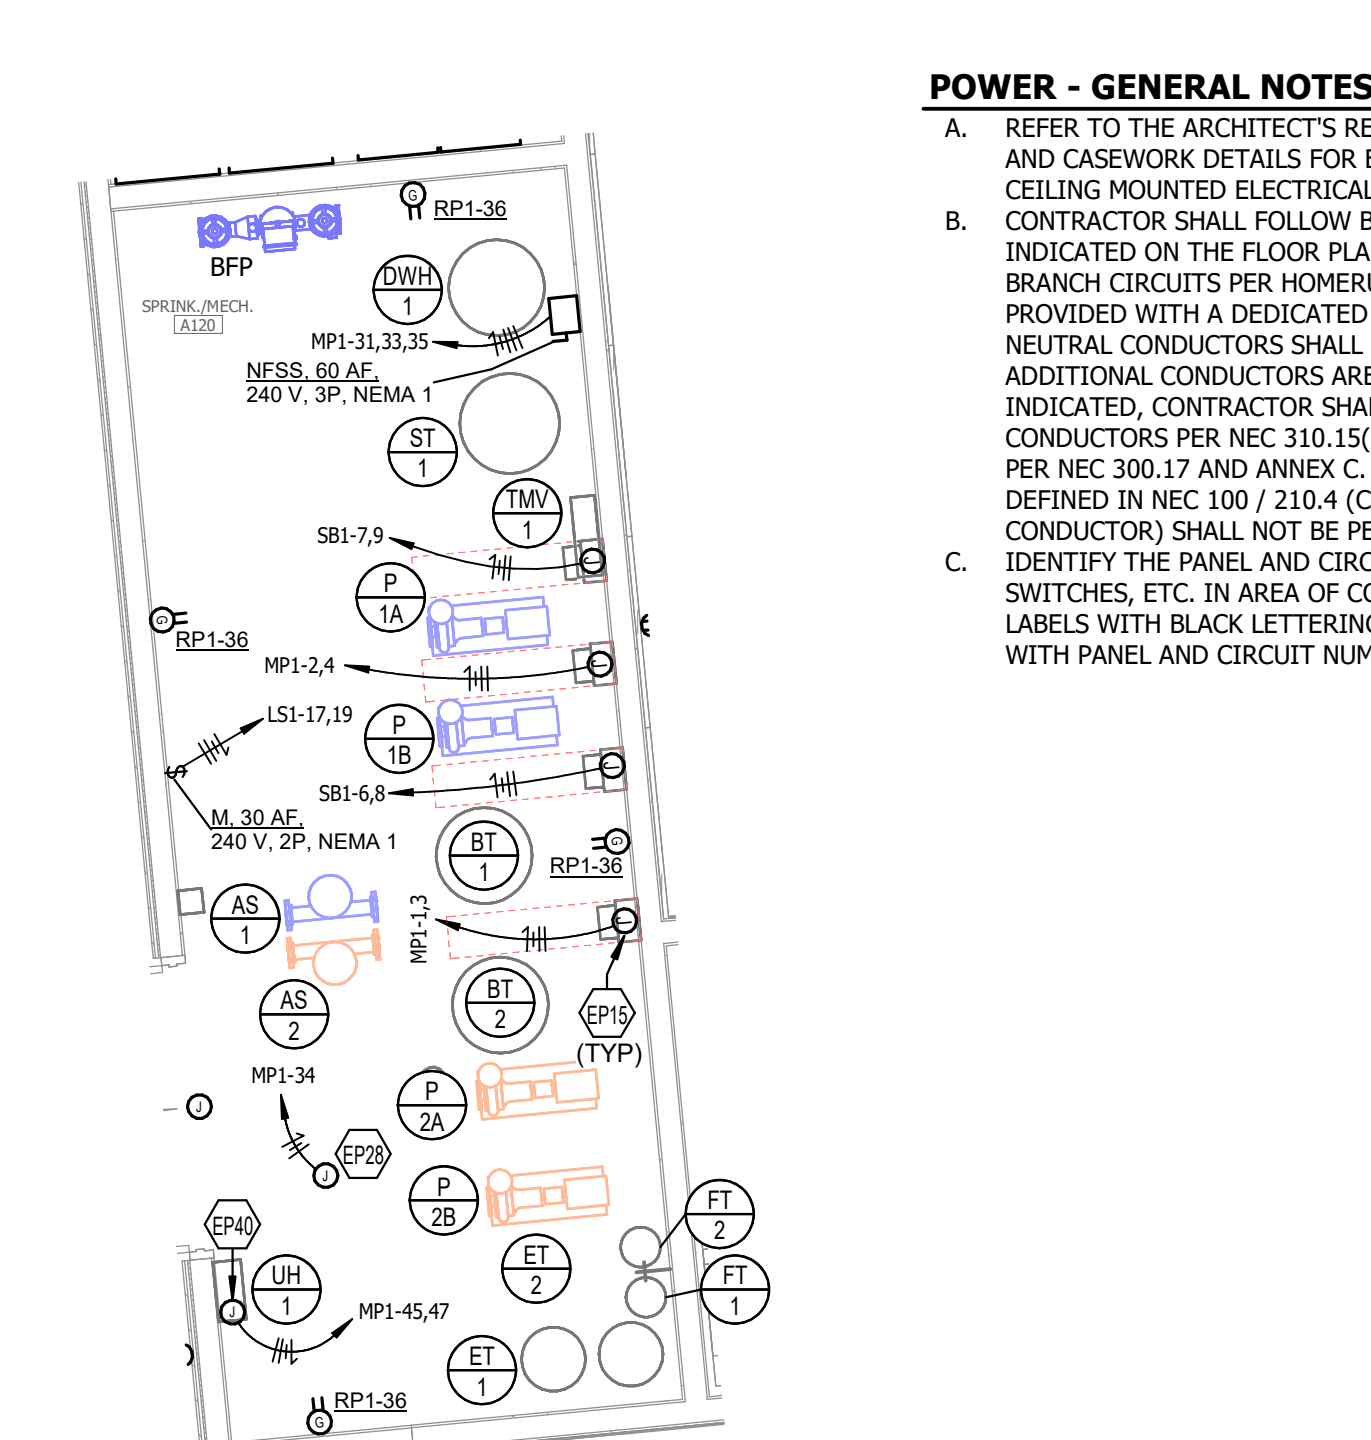 POWER - GENERAL NOTES
A. REFER TO THE ARCHITECT'S RE
AND CASEWORK DETAILS FOR E
CEILING MOUNTED ELECTRICAL
B. CONTRACTOR SHALL FOLLOW B
INDICATED ON THE FLOOR PLA
BRANCH CIRCUITS PER HOMERU
PROVIDED WITH A DEDICATED
NEUTRAL CONDUCTORS SHALL
ADDITIONAL CONDUCTORS ARE
INDICATED, CONTRACTOR SHAL
CONDUCTORS PER NEC 310.15(
PER NEC 300.17 AND ANNEX C.
DEFINED IN NEC 100 / 210.4 (C
CONDUCTOR) SHALL NOT BE PE
C. IDENTIFY THE PANEL AND CIRC
SWITCHES, ETC. IN AREA OF CO
LABELS WITH BLACK LETTERING
WITH PANEL AND CIRCUIT NUM
G
RP1-36
BFP
DWH
1
SPRINK./MECH.
A120
MP1-31,33,35
NFSS, 60 AF,
240 V, 3P, NEMA 1
ST
1
TMV
1
SB1-7,9
J
P
1A
G
RP1-36
MP1-2,4
J
LS1-17,19
P
1B
$
SB1-6,8
J
M, 30 AF,
240 V, 2P, NEMA 1
BT
1
G
RP1-36
AS
1
MP1-1,3
J
AS
2
BT
2
EP15
(TYP)
MP1-34
J
P
2A
EP28
J
P
2B
EP40
FT
2
ET
2
UH
1
FT
1
J
MP1-45,47
ET
1
RP1-36
G